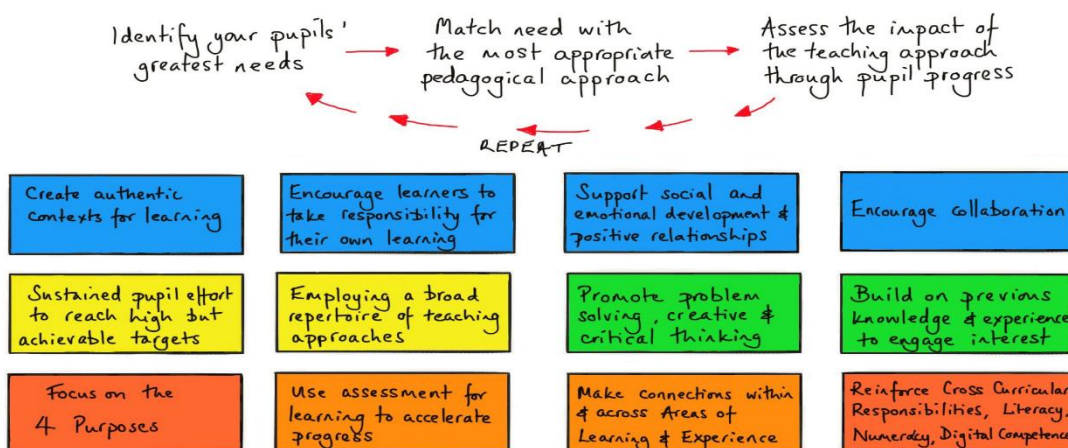 Identify your pupils'
greatest needs
Match need with
the most appropriate
pedagogical approach
Assess the impact of
the teaching approach
through pupil progress
REPEAT
Create authentic
contexts for learning
Encourage learners to
take responsibility for
their own learning
Support social and
emotional development &
positive relationships
Encourage collaboration
Sustained pupil effort
to reach high but
achievable targets
Employing a broad
repertoire of teaching
approaches
Promote problem
solving, creative &
critical thinking
Build on previous
knowledge & experience
to engage interest
Focus on the
4 Purposes
Use assessment for
learning to accelerate
progress
Make connections within
& across Areas of
Learning & Experience
Reinforce Cross Curricular
Responsibilities, Literacy,
Numeracy, Digital Competence